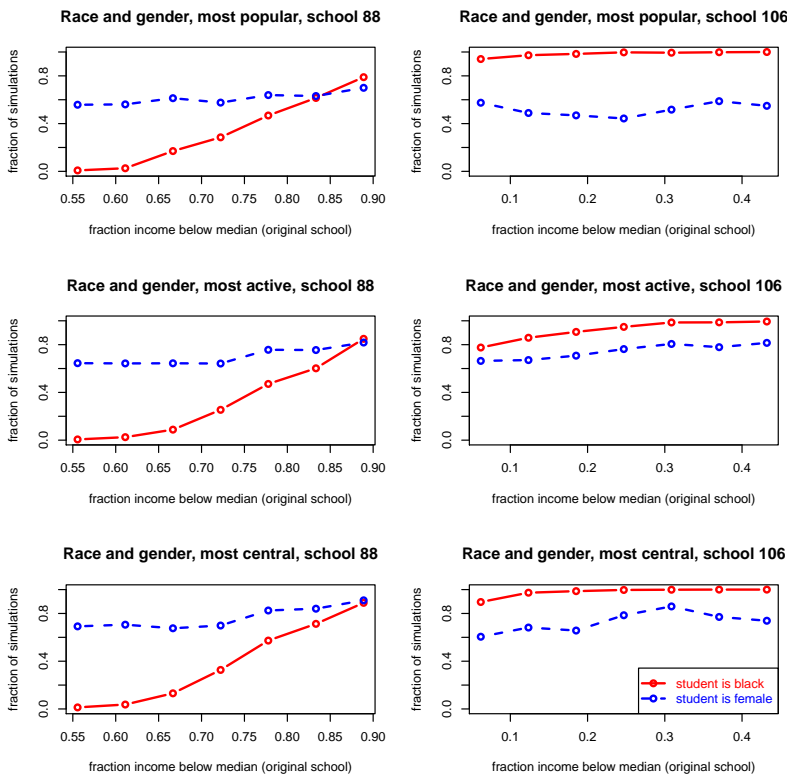 Race and gender, most popular, school 88
fraction of simulations
0.0 0.4 0.8
0.55 0.60 0.65 0.70 0.75 0.80 0.85 0.90
fraction income below median (original school)
Race and gender, most popular, school 106
fraction of simulations
0.0 0.4 0.8
0.1 0.2 0.3 0.4
fraction income below median (original school)
Race and gender, most active, school 88
fraction of simulations
0.0 0.4 0.8
0.55 0.60 0.65 0.70 0.75 0.80 0.85 0.90
fraction income below median (original school)
Race and gender, most active, school 106
fraction of simulations
0.0 0.4 0.8
0.1 0.2 0.3 0.4
fraction income below median (original school)
Race and gender, most central, school 88
fraction of simulations
0.0 0.4 0.8
0.55 0.60 0.65 0.70 0.75 0.80 0.85 0.90
fraction income below median (original school)
Race and gender, most central, school 106
fraction of simulations
0.0 0.4 0.8
student is black
student is female
0.1 0.2 0.3 0.4
fraction income below median (original school)